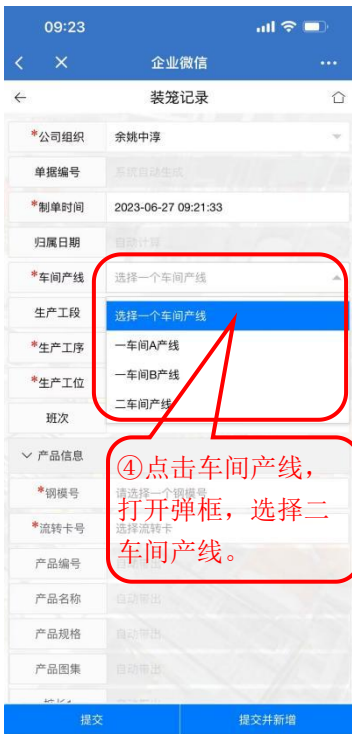 09:23
企业微信
装笼记录
*公司组织 余姚中淳
单据编号 系统自动生成
*制单时间 2023-06-27 09:21:33
归属日期 自动计算
*车间产线 选择一个车间产线
生产工段 选择一个车间产线
*生产工序 一车间A产线
*生产工位 一车间B产线
班次 二车间产线
产品信息
④点击车间产线，
*钢模号 请选择一个钢模号
打开弹框，选择二
*流转卡号 选择流转卡
车间产线。
产品编号
产品名称 自动带出
产品规格 自动带出
产品图集 自动带出
提交 提交并新增